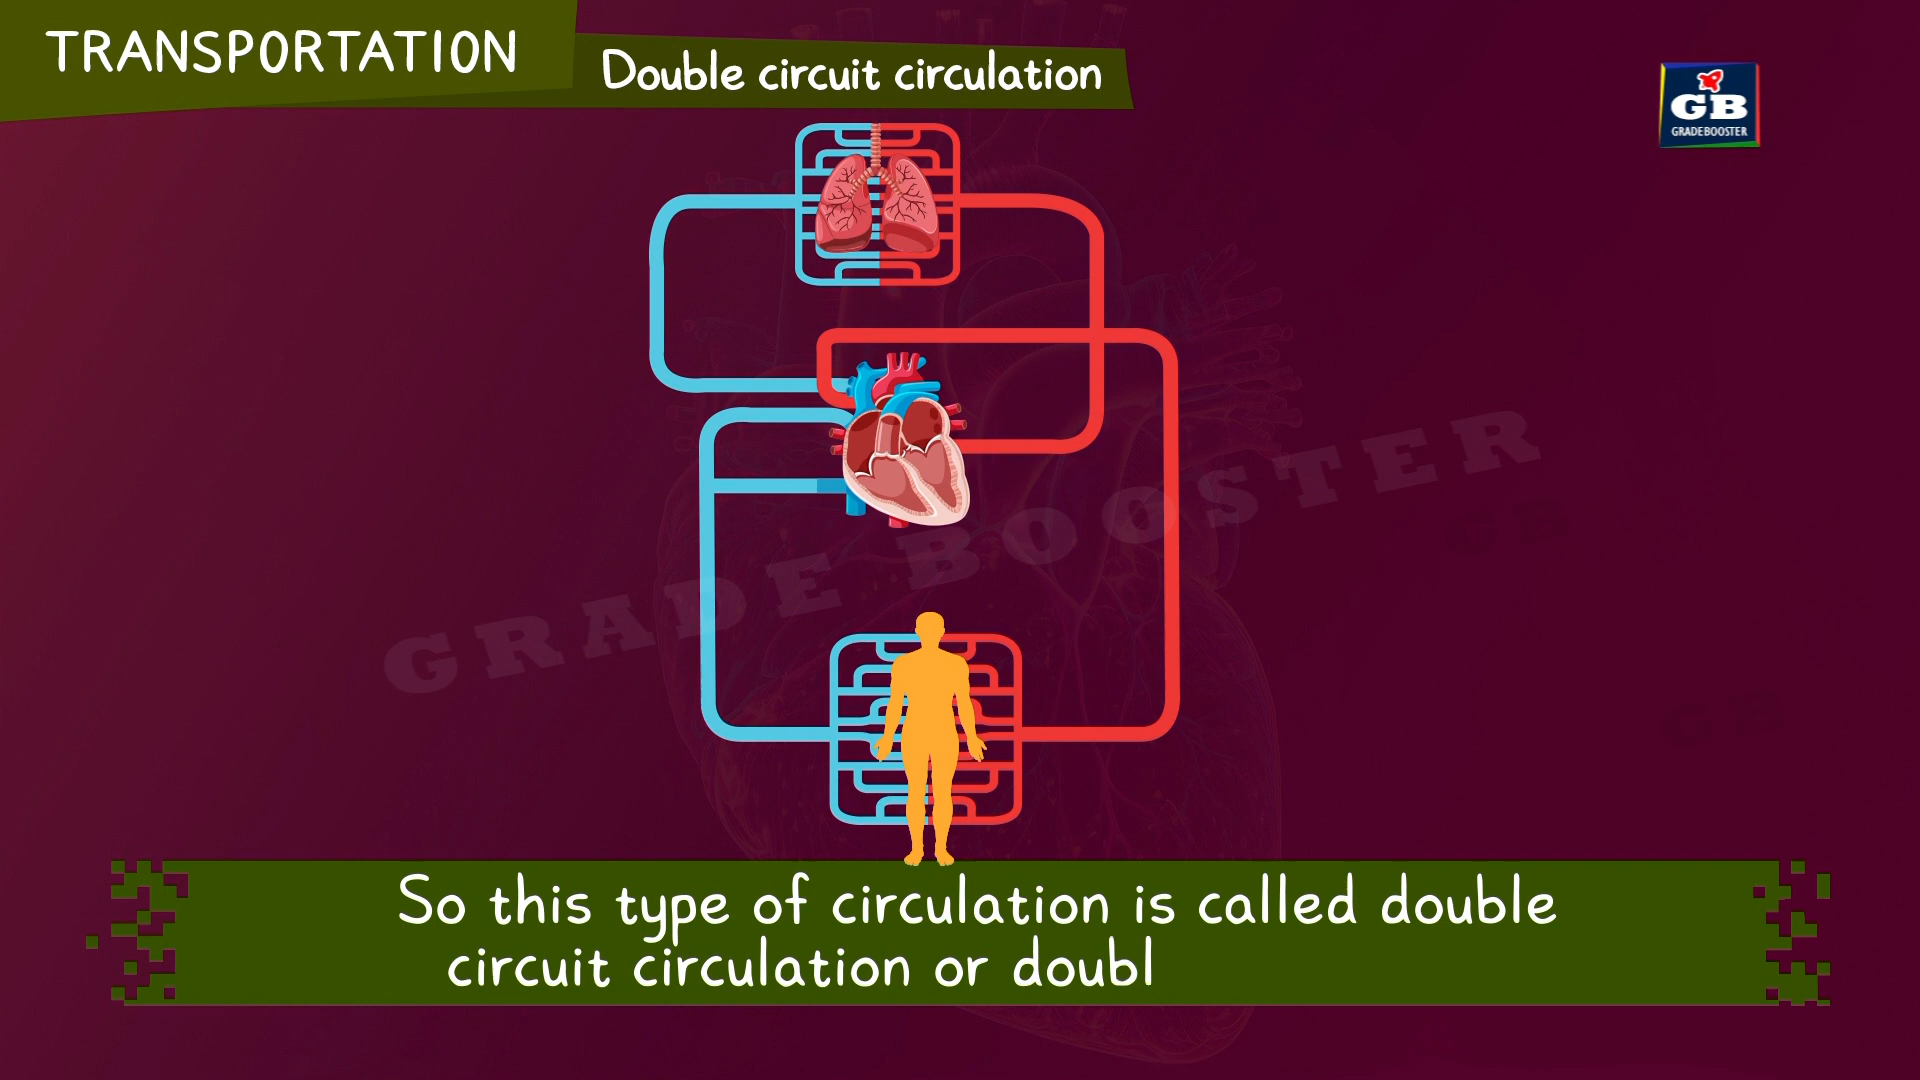 TRANSPORTATION
Double circuit circulation
GB
GRADEBOOSTER
GRADE BOOSTER
So this type of circulation is called double
circuit circulation or doubl